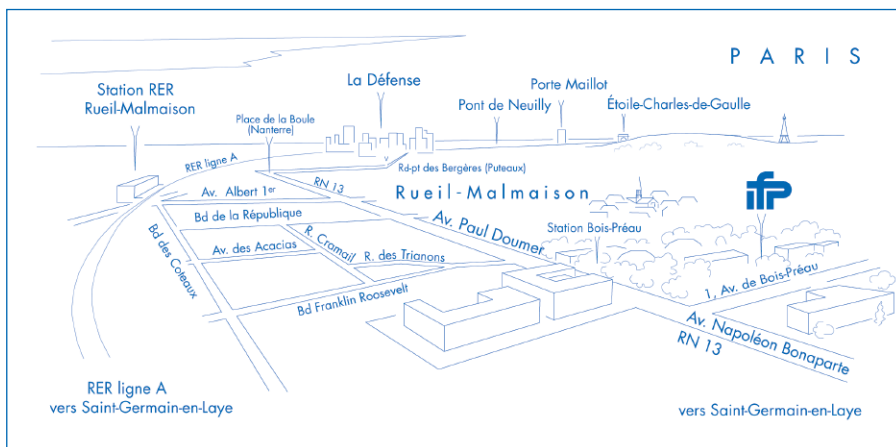 P A R I S
La Défense
Station RER
Rueil-Malmaison
Porte Maillot
Pont de Neuilly
Étoile-Charles-de-Gaulle
Place de la Boule
(Nanterre)
RER ligne A
Rd-pt des Bergères (Puteaux)
RN 13
Av. Albert 1er
Rueil-Malmaison
ifp
Bd de la République
Av. Paul Doumer
Station Bois-Préau
R. Cramail
Av. des Acacias
R. des Trianons
Bd des Coteaux
Bd Franklin Roosevelt
1, Av. de Bois-Préau
Av. Napoléon Bonaparte
RN 13
RER ligne A
vers Saint-Germain-en-Laye
vers Saint-Germain-en-Laye